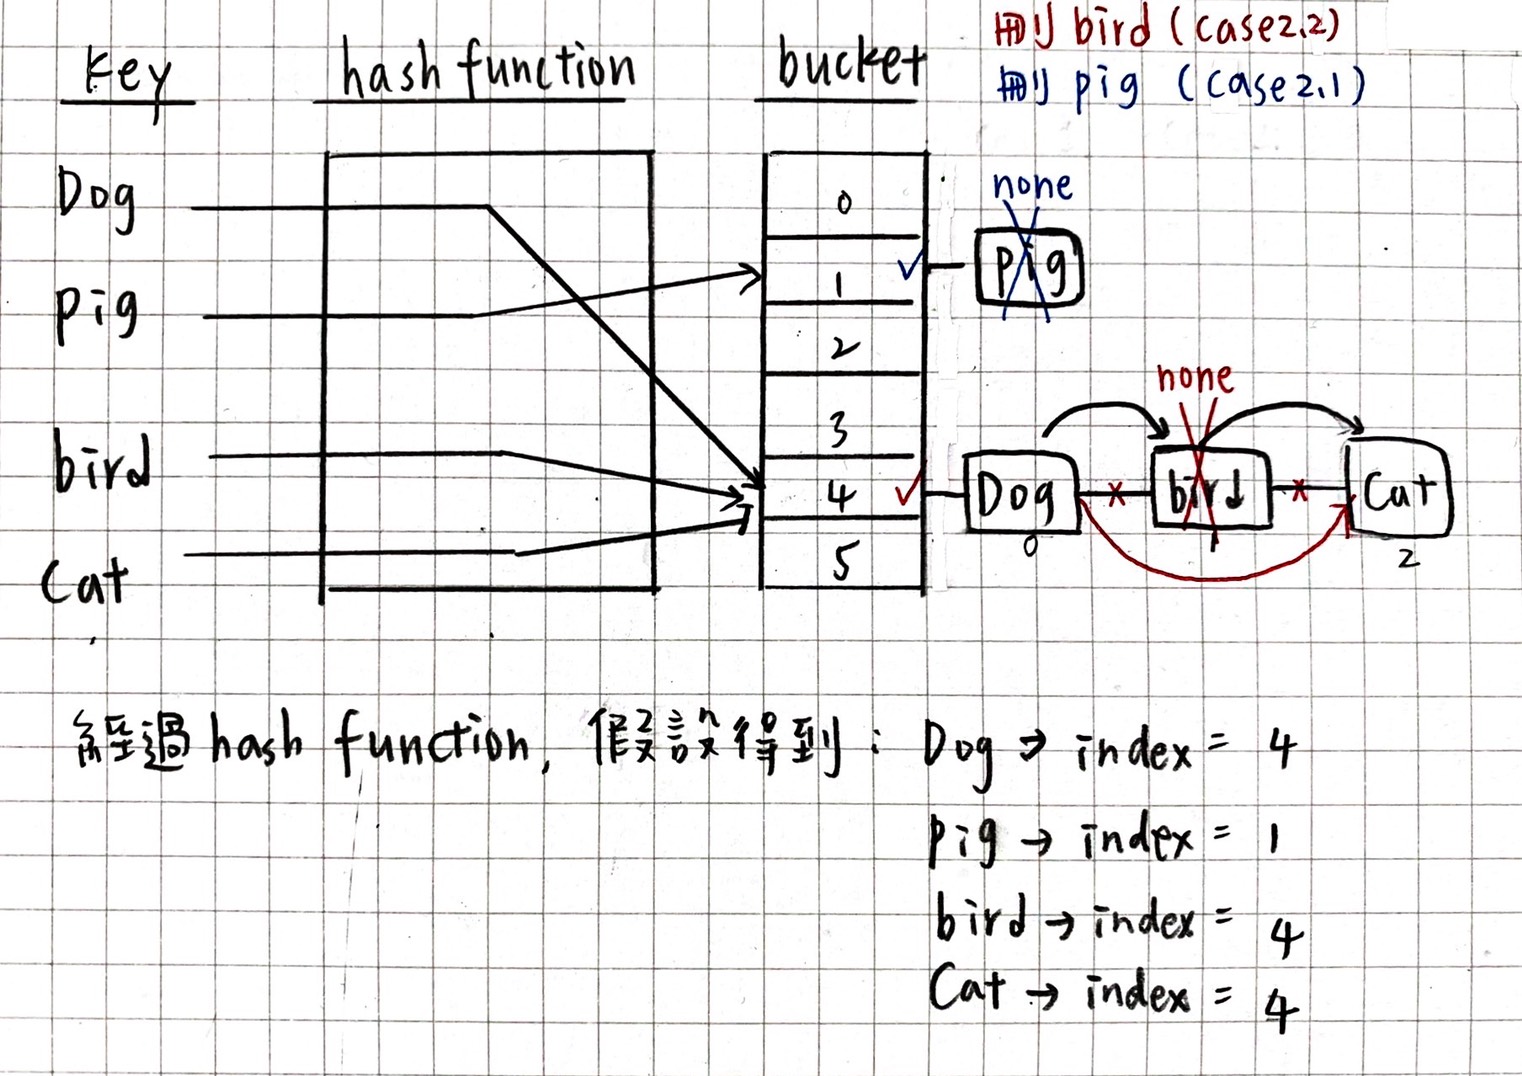 刪 bird (case2.2)
刪 pig (case2.1)
key hash function bucket
Dog
pig
bird
Cat
0
1
2
3
4
5
none
pig
none
Dog bird Cat
0 1 2
經過 hash function, 假設得到: Dog → index = 4
pig → index = 1
bird → index = 4
Cat → index = 4